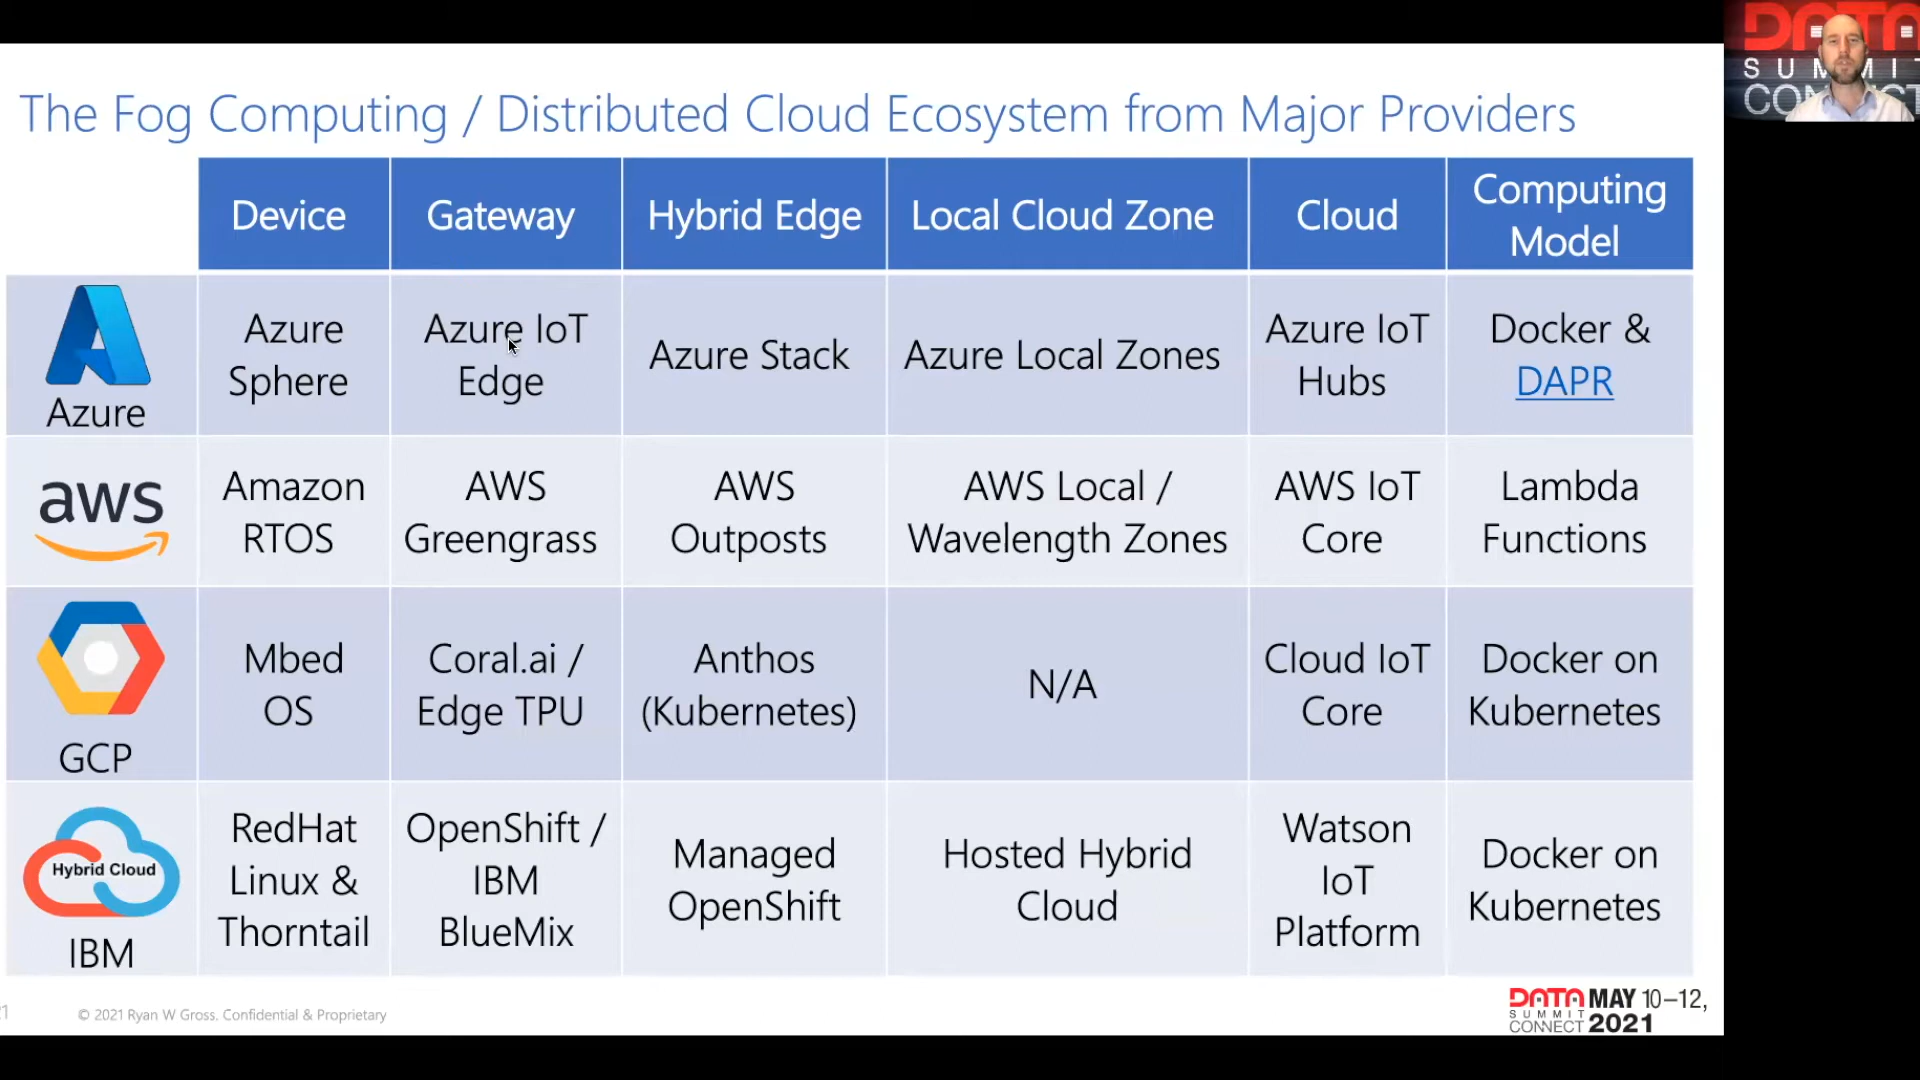 The Fog Computing / Distributed Cloud Ecosystem from Major Providers
Device
Gateway
Hybrid Edge
Local Cloud Zone
Cloud
Computing
Model
Azure
Azure
Sphere
Azure IoT
Edge
Azure Stack
Azure Local Zones
Azure IoT
Hubs
Docker &
DAPR
aws
Amazon
RTOS
AWS
Greengrass
AWS
Outposts
AWS Local /
Wavelength Zones
AWS IoT
Core
Lambda
Functions
GCP
Mbed
OS
Coral.ai /
Edge TPU
Anthos
(Kubernetes)
N/A
Cloud IoT
Core
Docker on
Kubernetes
Hybrid Cloud
IBM
RedHat
Linux &
Thorntail
OpenShift /
IBM
BlueMix
Managed
OpenShift
Hosted Hybrid
Cloud
Watson
IoT
Platform
Docker on
Kubernetes
© 2021 Ryan W Gross. Confidential & Proprietary
DATA
SUMMIT
CONNECT
MAY 10–12,
2021
DATA